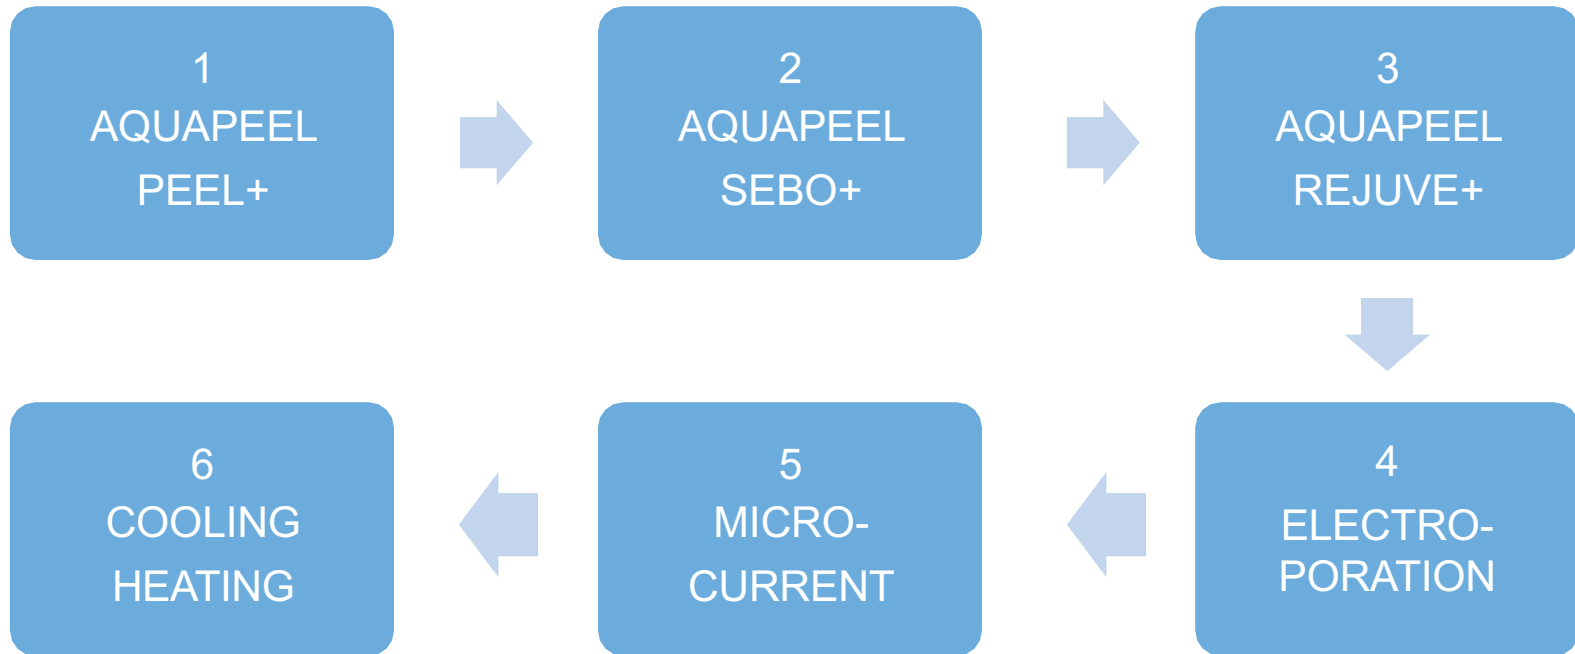 1
AQUAPEEL
PEEL+
2
AQUAPEEL
SEBO+
3
AQUAPEEL
REJUVE+
4
ELECTRO-
PORATION
5
MICRO-
CURRENT
6
COOLING
HEATING